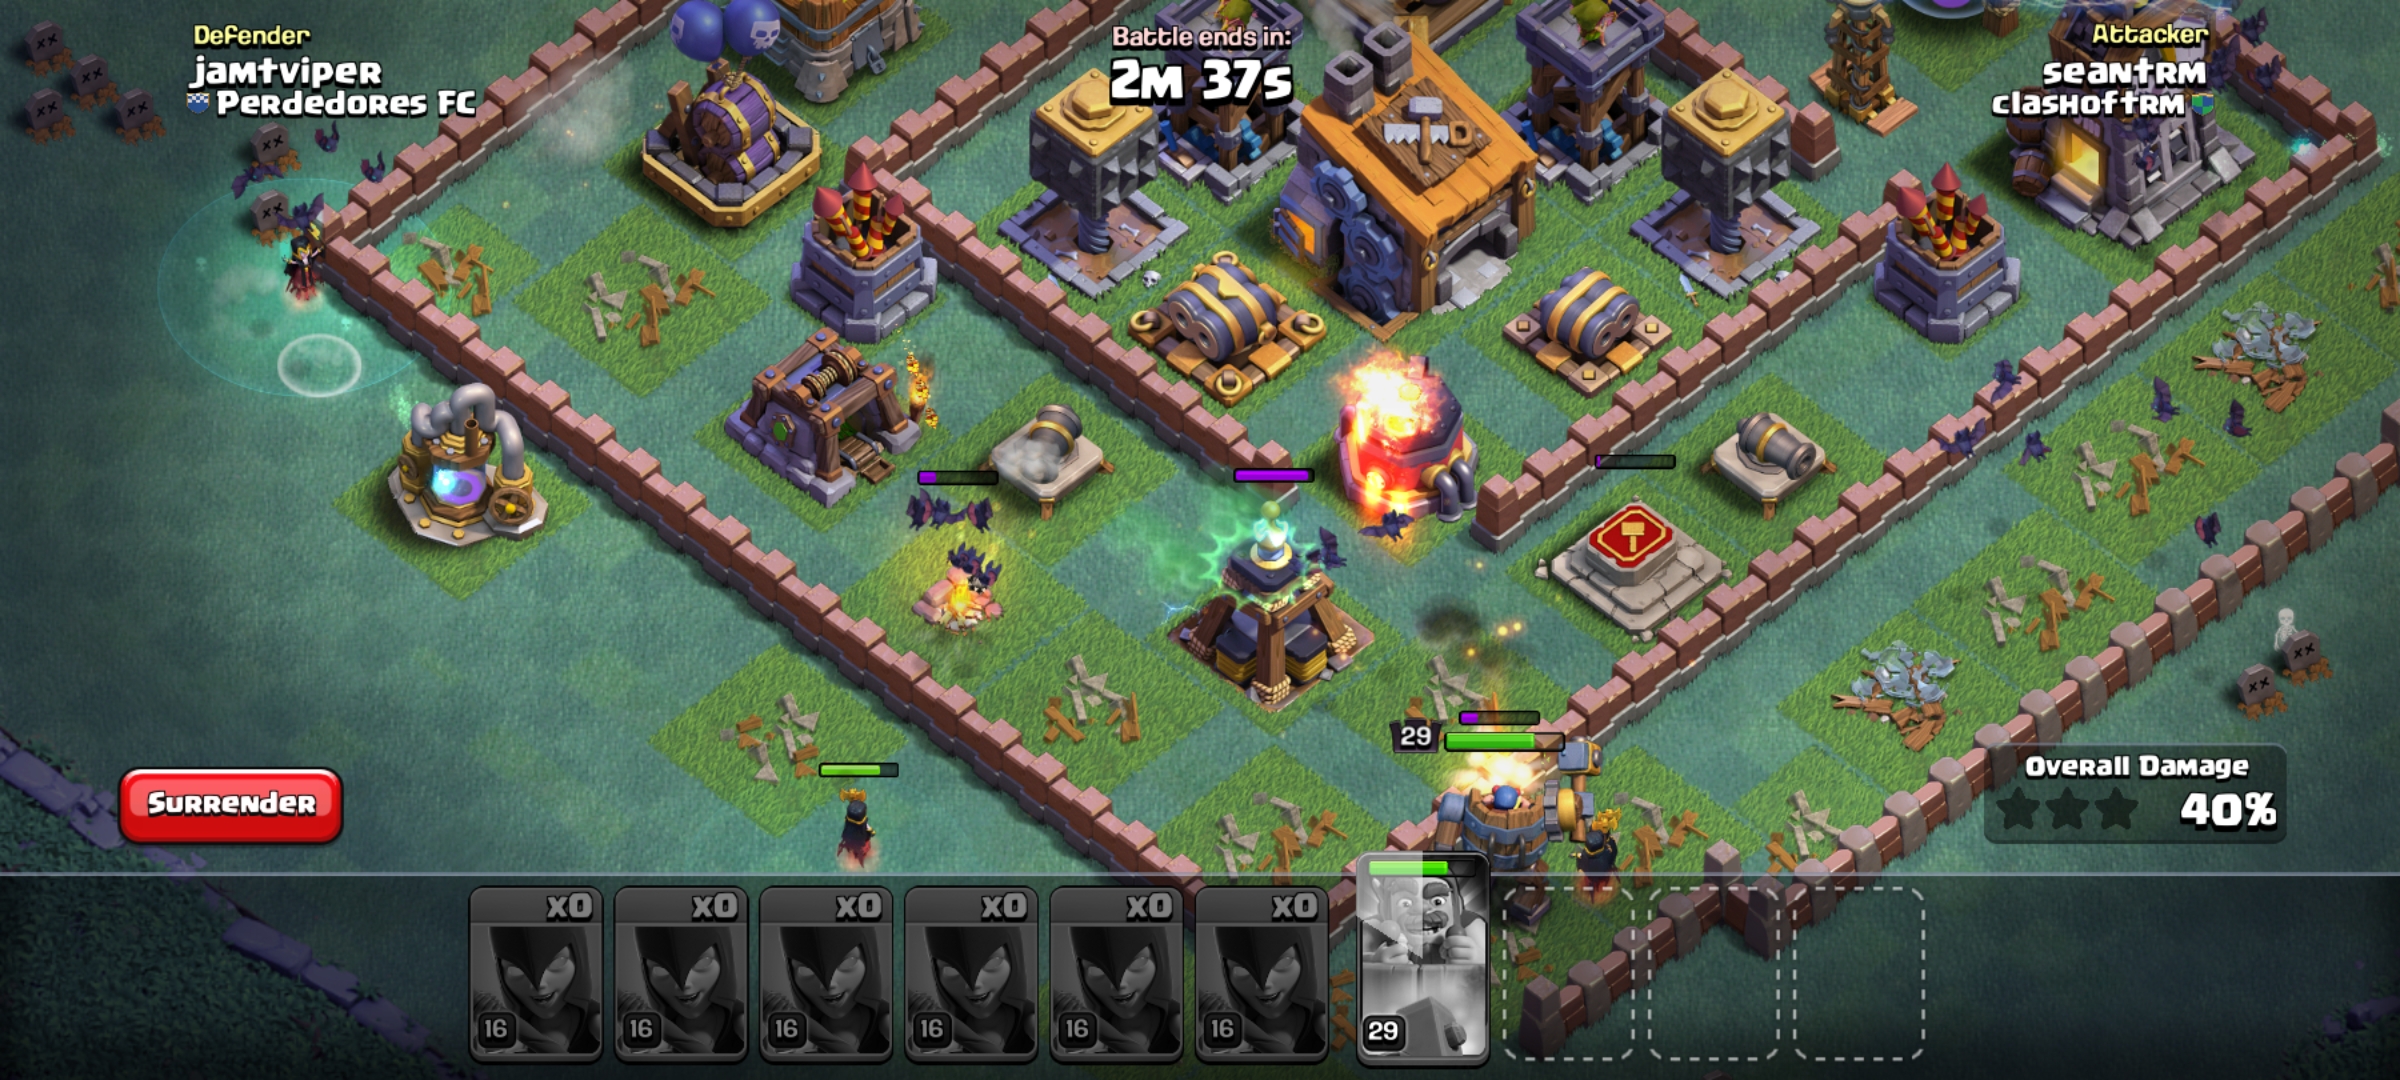 Defender
jamtviper
Perdedores FC
Battle ends in:
2M 37s
Attacker
seantrm
clashoftrm
29
Surrender
Overall Damage
40%
x0
x0
x0
x0
x0
x0
16
16
16
16
16
16
29